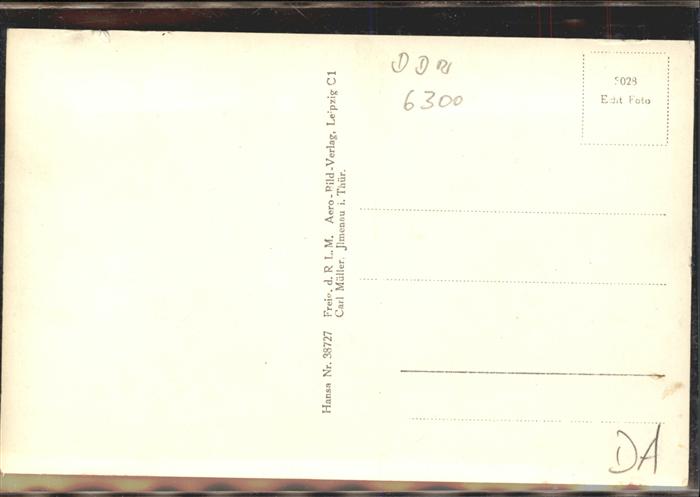 DDR
6300
5028
Echt Foto
Hansa Nr. 38727 Freig. d. R L.M. Aero-Bild-Verlag, Leipzig C1
Carl Müller, Jlmenau i. Thür.
DA